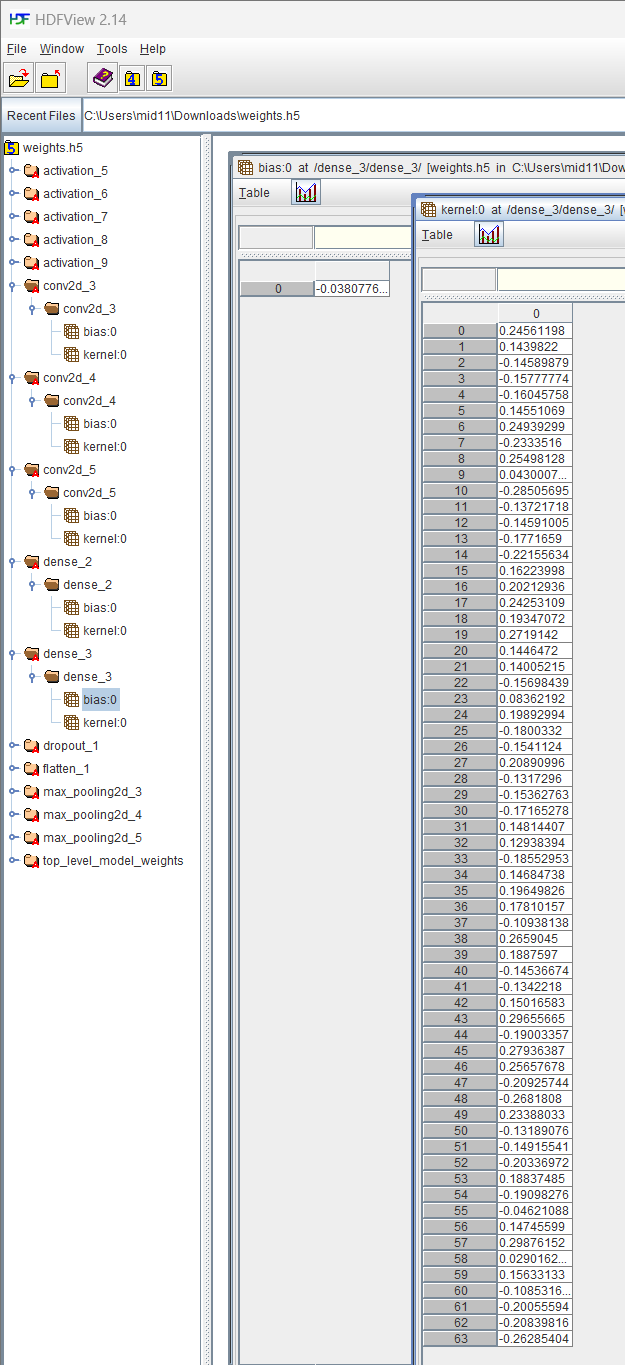 HDF HDFView 2.14
File Window Tools Help
4 5
Recent Files C:\Users\mid11\Downloads\weights.h5
5 weights.h5
activation_5
activation_6
activation_7
activation_8
activation_9
conv2d_3
conv2d_3
bias:0
kernel:0
conv2d_4
conv2d_4
bias:0
kernel:0
conv2d_5
conv2d_5
bias:0
kernel:0
dense_2
dense_2
bias:0
kernel:0
dense_3
dense_3
bias:0
kernel:0
dropout_1
flatten_1
max_pooling2d_3
max_pooling2d_4
max_pooling2d_5
top_level_model_weights
bias:0 at /dense_3/dense_3/ [weights.h5 in C:\Users\mid11\Dow
Table
0 -0.0380776...
kernel:0 at /dense_3/dense_3/ [w
Table
0
0 0.24561198
1 0.1439822
2 -0.14589879
3 -0.15777774
4 -0.16045758
5 0.14551069
6 0.24939299
7 -0.2333516
8 0.25498128
9 0.0430007...
10 -0.28505695
11 -0.13721718
12 -0.14591005
13 -0.1771659
14 -0.22155634
15 0.16223998
16 0.20212936
17 0.24253109
18 0.19347072
19 0.2719142
20 0.1446472
21 0.14005215
22 -0.15698439
23 0.08362192
24 0.19892994
25 -0.1800332
26 -0.1541124
27 0.20890996
28 -0.1317296
29 -0.15362763
30 -0.17165278
31 0.14814407
32 0.12938394
33 -0.18552953
34 0.14684738
35 0.19649826
36 0.17810157
37 -0.10938138
38 0.2659045
39 0.1887597
40 -0.14536674
41 -0.1342218
42 0.15016583
43 0.29655665
44 -0.19003357
45 0.27936387
46 0.25657678
47 -0.20925744
48 -0.2681808
49 0.23388033
50 -0.13189076
51 -0.14915541
52 -0.20336972
53 0.18837485
54 -0.19098276
55 -0.04621088
56 0.14745599
57 0.29876152
58 0.0290162...
59 0.15633133
60 -0.1085316...
61 -0.20055594
62 -0.20839816
63 -0.26285404